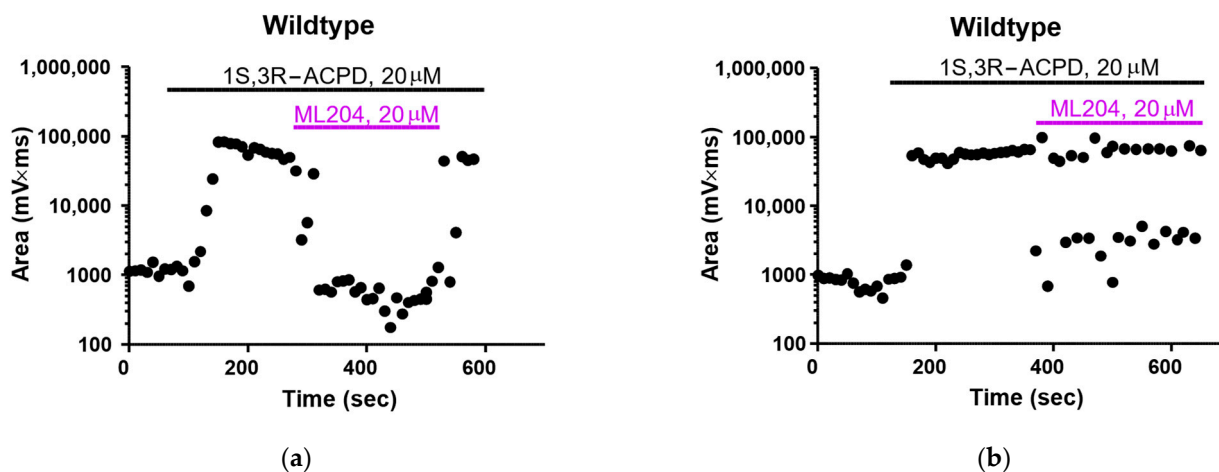 Wildtype
1,000,000
1S,3R−ACPD, 20 μM
ML204, 20 μM
100,000
10,000
1000
100
Area (mV×ms)
0 200 400 600
Time (sec)
(a)
Wildtype
1,000,000
1S,3R−ACPD, 20 μM
ML204, 20 μM
100,000
10,000
1000
100
Area (mV×ms)
0 200 400 600
Time (sec)
(b)